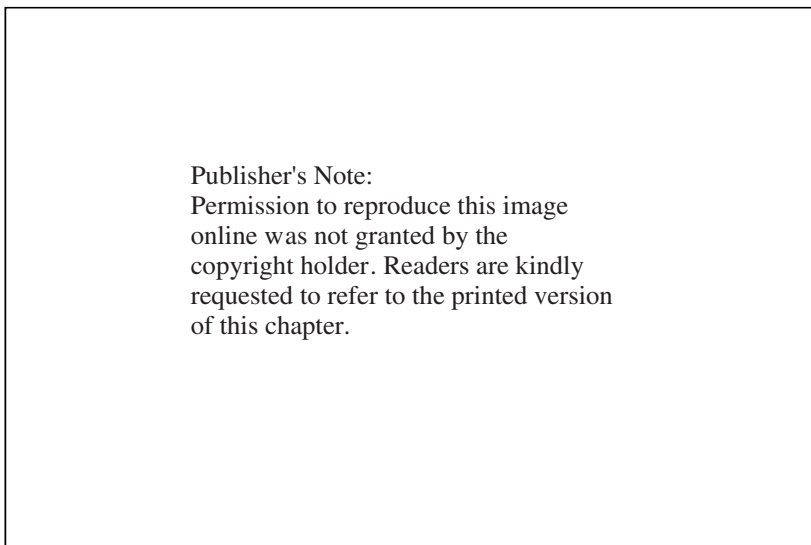 Publisher's Note:
Permission to reproduce this image
online was not granted by the
copyright holder. Readers are kindly
requested to refer to the printed version
of this chapter.